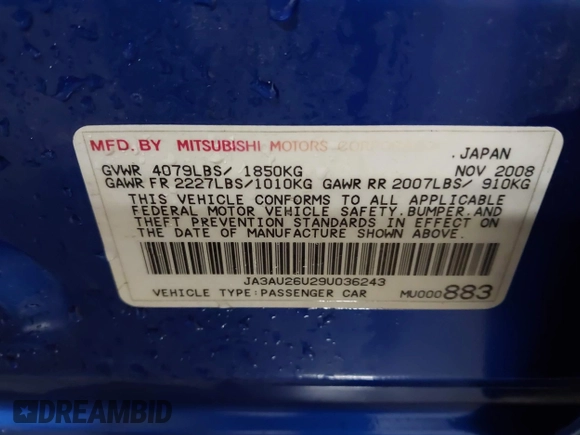 MFD. BY MITSUBISHI MOTORS CORPORATION
. JAPAN
GVWR 4079LBS/ 1850KG NOV 2008
GAWR FR 2227LBS/1010KG GAWR RR 2007LBS/ 910KG
THIS VEHICLE CONFORMS TO ALL APPLICABLE
FEDERAL MOTOR VEHICLE SAFETY.BUMPER.AND
THEFT PREVENTION STANDARDS IN EFFECT ON
THE DATE OF MANUFACTURE SHOWN ABOVE.
JA3AU26U29U036243
VEHICLE TYPE:PASSENGER CAR MU000883
DREAMBID